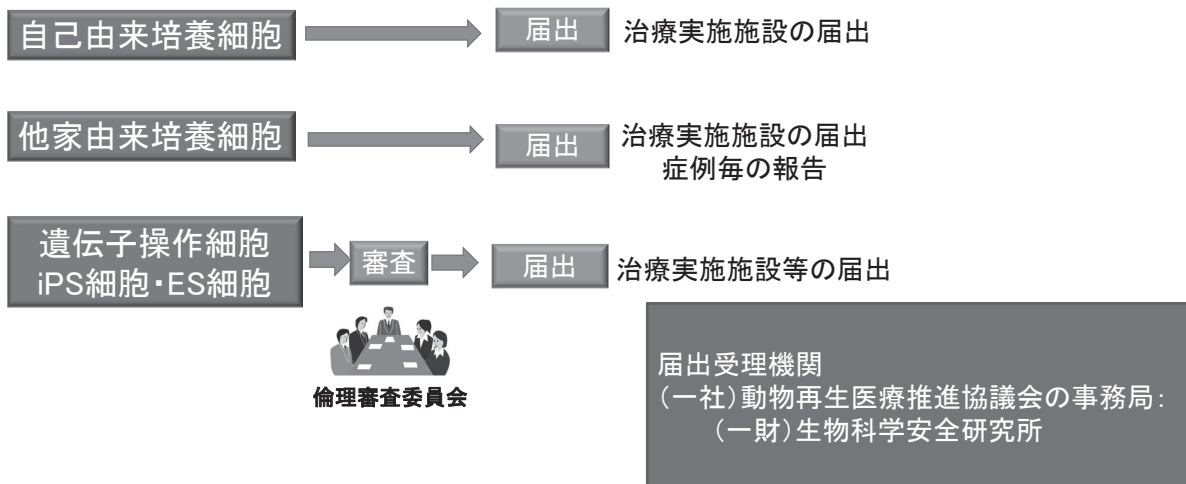 自己由来培養細胞
届出
治療実施施設の届出
他家由来培養細胞
届出
治療実施施設の届出
症例毎の報告
遺伝子操作細胞
iPS細胞・ES細胞
審査
届出
治療実施施設等の届出
倫理審査委員会
届出受理機関
（一社）動物再生医療推進協議会の事務局：
（一財）生物科学安全研究所